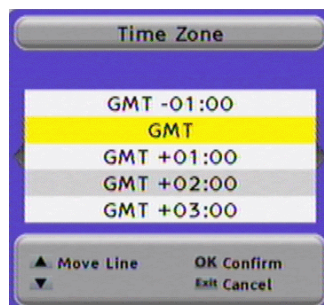 Time Zone
GMT -01:00
GMT
GMT +01:00
GMT +02:00
GMT +03:00
▲ Move Line OK Confirm
▼ Exit Cancel